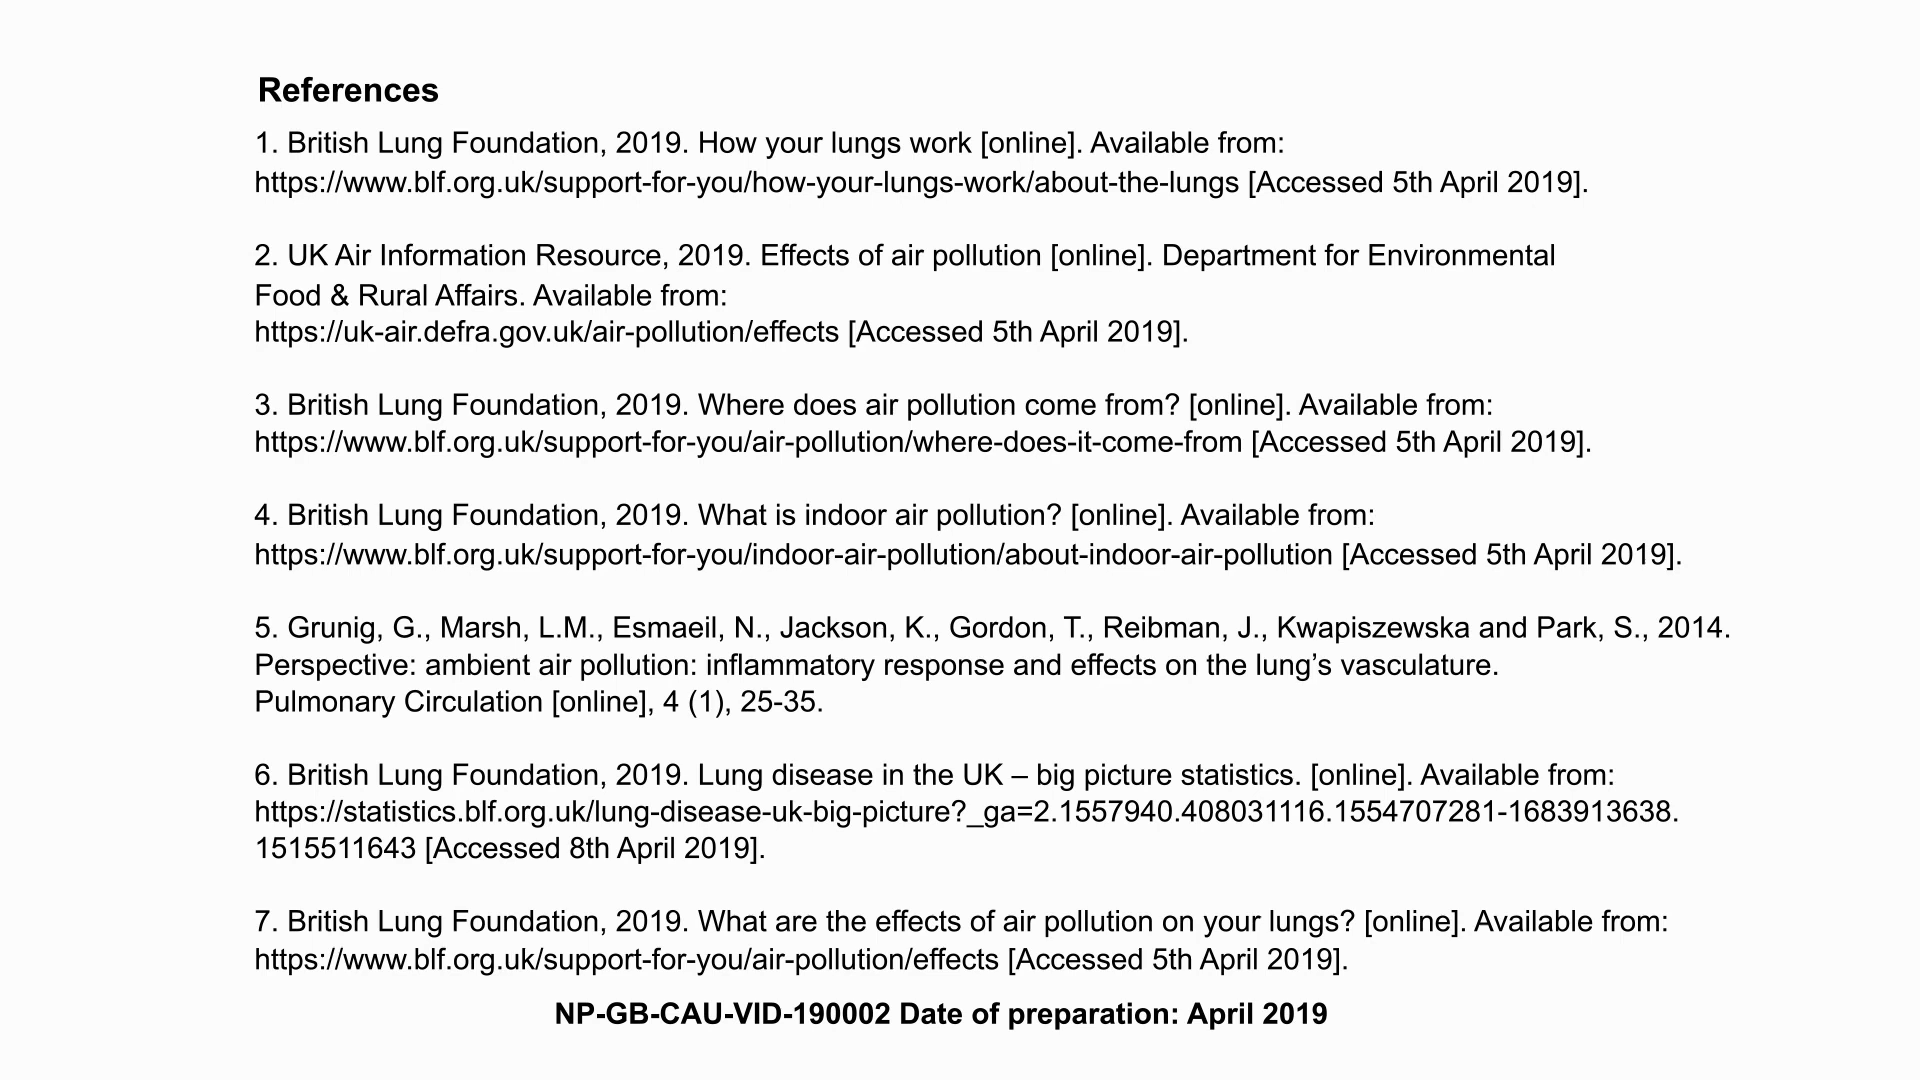 References
1. British Lung Foundation, 2019. How your lungs work [online]. Available from:
https://www.blf.org.uk/support-for-you/how-your-lungs-work/about-the-lungs [Accessed 5th April 2019].
2. UK Air Information Resource, 2019. Effects of air pollution [online]. Department for Environmental
Food & Rural Affairs. Available from:
https://uk-air.defra.gov.uk/air-pollution/effects [Accessed 5th April 2019].
3. British Lung Foundation, 2019. Where does air pollution come from? [online]. Available from:
https://www.blf.org.uk/support-for-you/air-pollution/where-does-it-come-from [Accessed 5th April 2019].
4. British Lung Foundation, 2019. What is indoor air pollution? [online]. Available from:
https://www.blf.org.uk/support-for-you/indoor-air-pollution/about-indoor-air-pollution [Accessed 5th April 2019].
5. Grunig, G., Marsh, L.M., Esmaeil, N., Jackson, K., Gordon, T., Reibman, J., Kwapiszewska and Park, S., 2014.
Perspective: ambient air pollution: inflammatory response and effects on the lung’s vasculature.
Pulmonary Circulation [online], 4 (1), 25-35.
6. British Lung Foundation, 2019. Lung disease in the UK – big picture statistics. [online]. Available from:
https://statistics.blf.org.uk/lung-disease-uk-big-picture?_ga=2.1557940.408031116.1554707281-1683913638.
1515511643 [Accessed 8th April 2019].
7. British Lung Foundation, 2019. What are the effects of air pollution on your lungs? [online]. Available from:
https://www.blf.org.uk/support-for-you/air-pollution/effects [Accessed 5th April 2019].
NP-GB-CAU-VID-190002 Date of preparation: April 2019